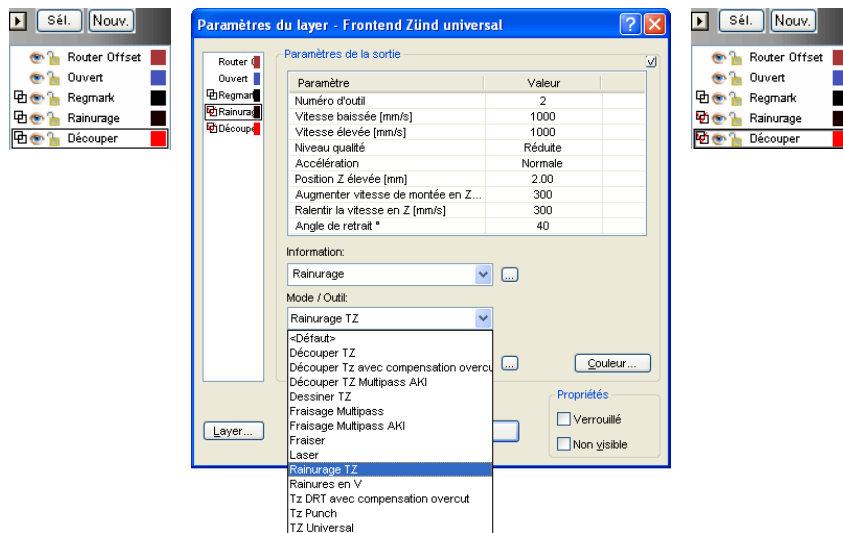 Sél. Nouv.
Router Offset
Ouvert
Regmark
Rainurage
Découper
Paramètres du layer - Frontend Zünd universal
Router
Ouvert
Regmar
Rainurag
Découpe
Paramètres de la sortie
Paramètre Valeur
Numéro d'outil 2
Vitesse baissée [mm/s] 1000
Vitesse élevée [mm/s] 1000
Niveau qualité Réduite
Accélération Normale
Position Z élevée [mm] 2.00
Augmenter vitesse de montée en Z... 300
Ralentir la vitesse en Z [mm/s] 300
Angle de retrait ° 40
Information:
Rainurage ...
Mode / Outil:
Rainurage TZ
<Défaut>
Découper TZ
Découper Tz avec compensation overcu
Découper TZ Multipass AKI
Dessiner TZ
Fraisage Multipass
Fraisage Multipass AKI
Fraiser
Laser
Rainurage TZ
Rainures en V
Tz DRT avec compensation overcut
Tz Punch
TZ Universal
... Couleur...
Propriétés
Verrouillé
Non visible
Layer...
Sél. Nouv.
Router Offset
Ouvert
Regmark
Rainurage
Découper